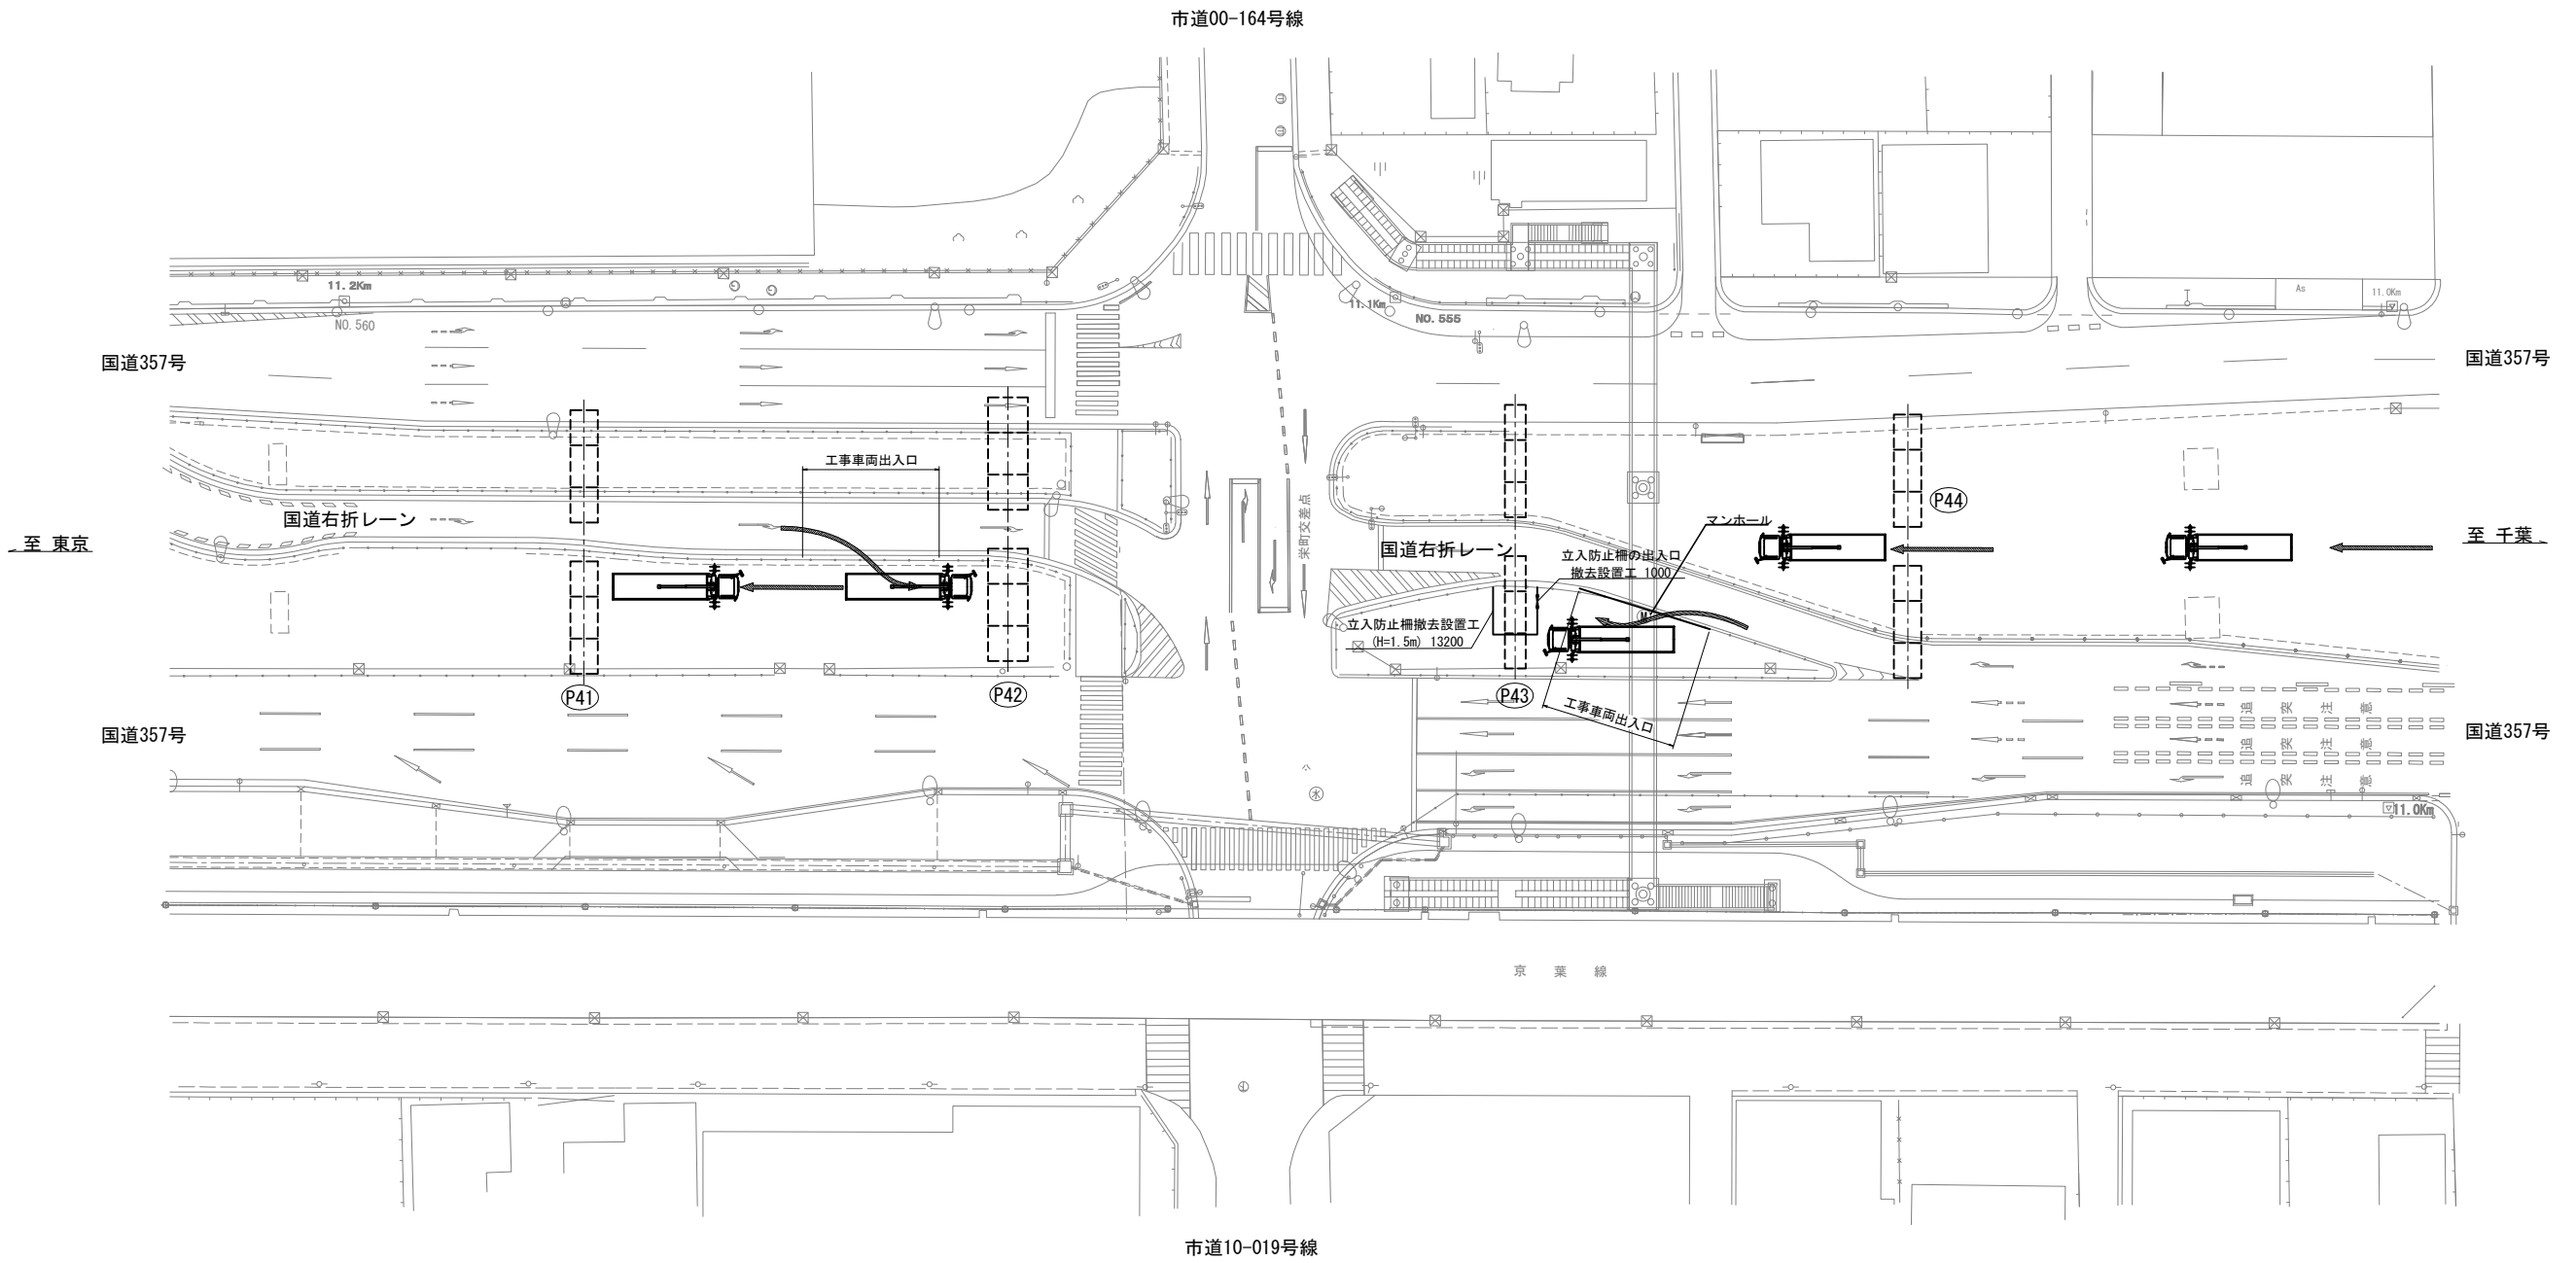 市道00-164号線
11.2Km
NO.560
11.1Km
NO.555
As
11.0Km
国道357号
国道357号
工事車両出入口
P44
マンホール
国道右折レーン
栄町交差点
国道右折レーン
至 東京
至 千葉
立入防止柵の出入口
撤去設置工 1000
M
立入防止柵撤去設置工
(H=1.5m) 13200
P41
P42
P43
工事車両出入口
国道357号
国道357号
追突注意
追突注意
追突注意
水
11.0Km
京葉線
市道10-019号線